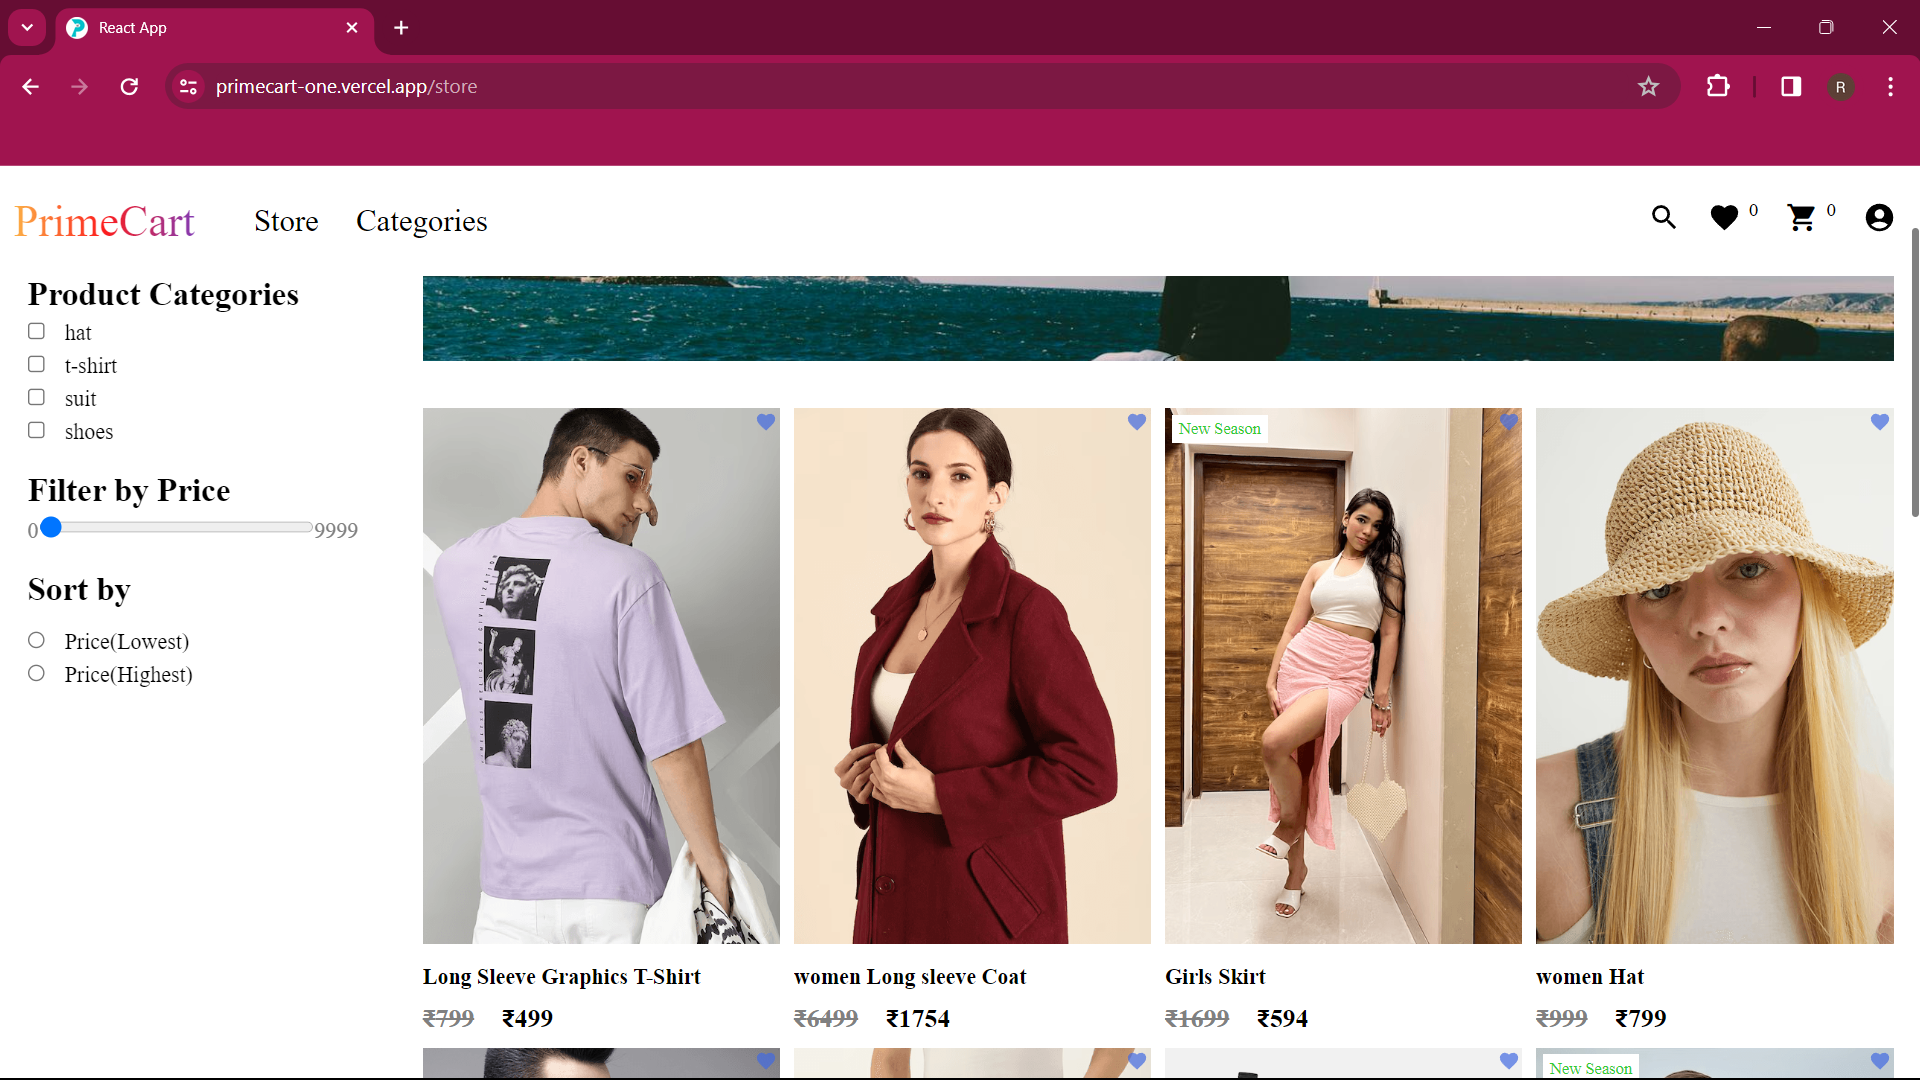 React App
primecart-one.vercel.app/store
R
PrimeCart
Store
Categories
0
0
Product Categories
hat
t-shirt
suit
shoes
Filter by Price
0
9999
Sort by
Price(Lowest)
Price(Highest)
New Season
Long Sleeve Graphics T-Shirt
₹799 ₹499
women Long sleeve Coat
₹6499 ₹1754
Girls Skirt
₹1699 ₹594
women Hat
₹999 ₹799
New Season